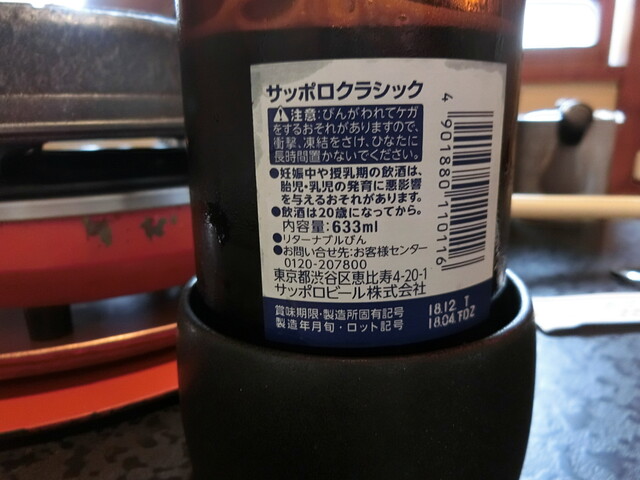 サッポロクラシック
注意:びんがわれてケガ
をするおそれがありますので、
衝撃、凍結をさけ、ひなたに
長時間置かないでください。
●妊娠中や授乳期の飲酒は、
胎児・乳児の発育に悪影響
を与えるおそれがあります。
●飲酒は20歳になってから。
内容量:633ml
●リターナブルびん
●お問い合せ先:お客様センター
0120-207800
東京都渋谷区恵比寿4-20-1
サッポロビール株式会社
賞味期限・製造所固有記号
製造年月旬・ロット記号
18.12 T
18.04.TDZ
4 901880 110116